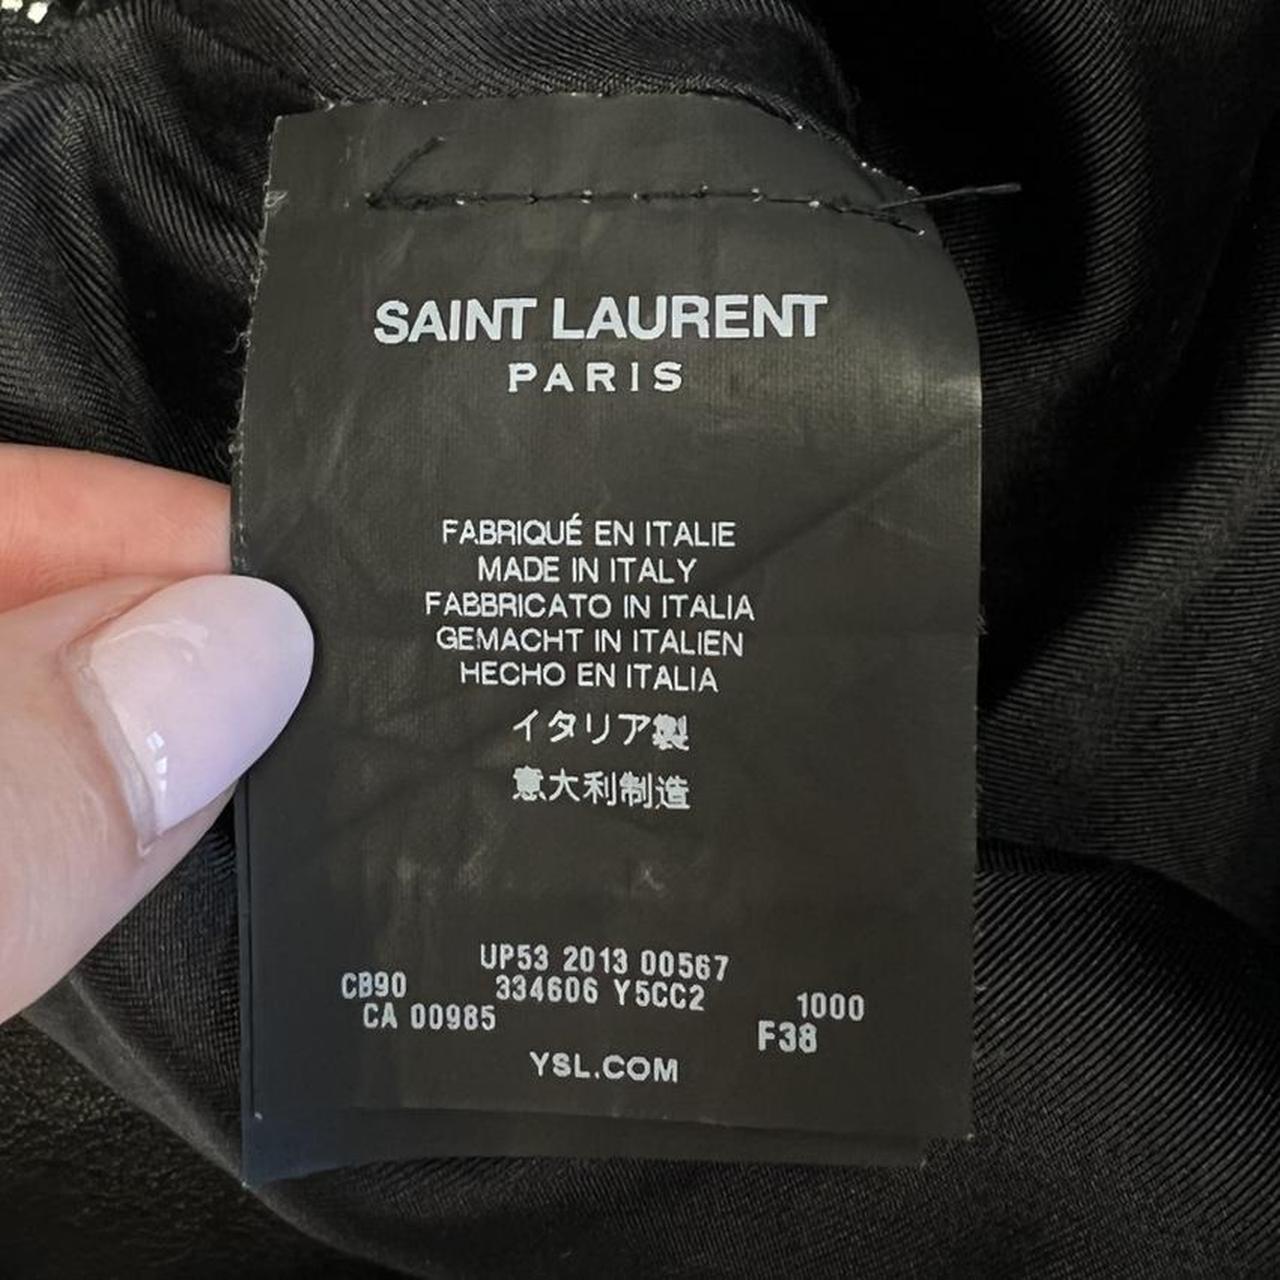 SAINT LAURENT
PARIS
FABRIQUÉ EN ITALIE
MADE IN ITALY
FABBRICATO IN ITALIA
GEMACHT IN ITALIEN
HECHO EN ITALIA
イタリア製
意大利制造
UP53 2013 00567
CB90 334606 Y5CC2 1000
CA 00985 F38
YSL.COM